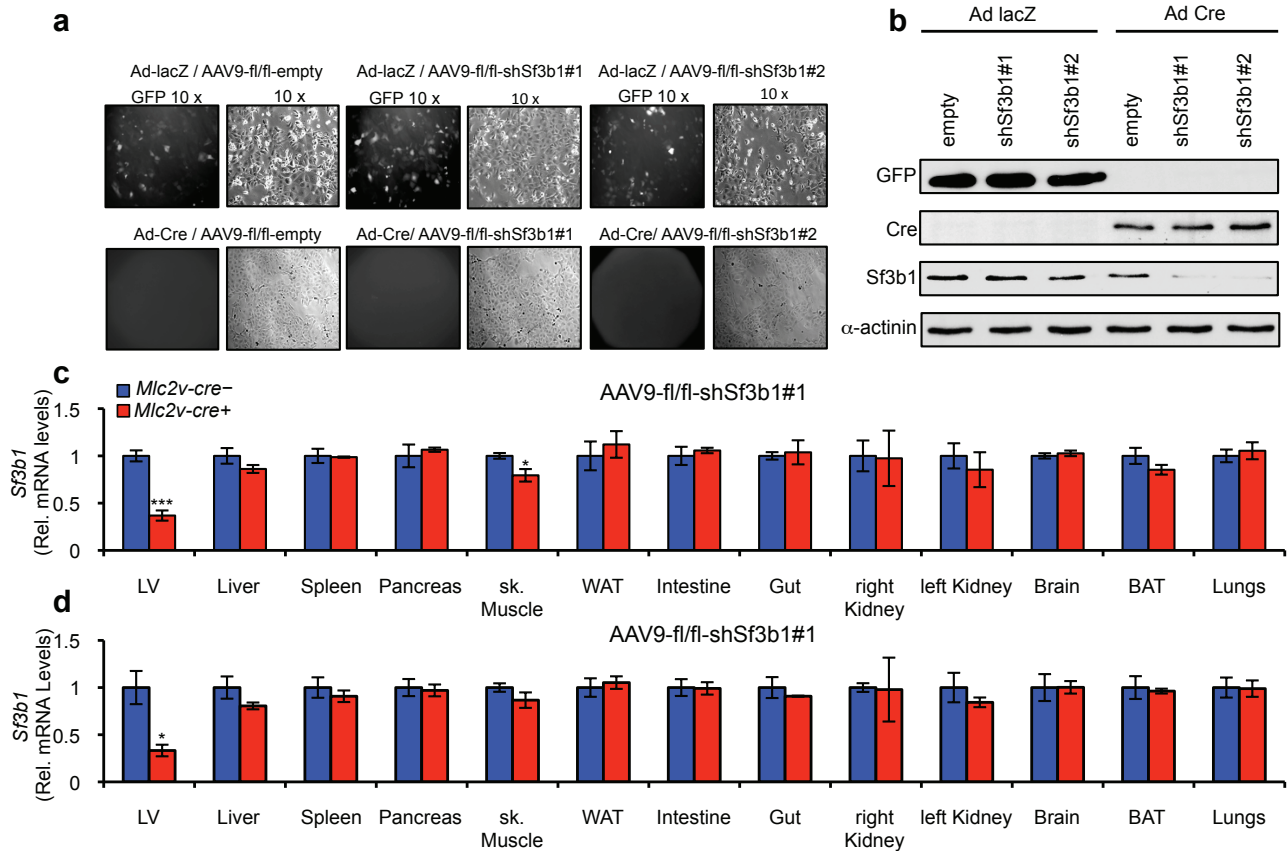 a
Ad-lacZ / AAV9-fl/fl-empty
GFP 10 x
10 x
Ad-lacZ / AAV9-fl/fl-shSf3b1#1
GFP 10 x
10 x
Ad-lacZ / AAV9-fl/fl-shSf3b1#2
GFP 10 x
10 x
Ad-Cre / AAV9-fl/fl-empty
Ad-Cre/ AAV9-fl/fl-shSf3b1#1
Ad-Cre/ AAV9-fl/fl-shSf3b1#2
b
Ad lacZ
Ad Cre
empty
shSf3b1#1
shSf3b1#2
empty
shSf3b1#1
shSf3b1#2
GFP
Cre
Sf3b1
α-actinin
c
Mlc2v-cre−
Mlc2v-cre+
AAV9-fl/fl-shSf3b1#1
Sf3b1
(Rel. mRNA levels)
1.5
1
0.5
0
***
*
LV
Liver
Spleen
Pancreas
sk.
Muscle
WAT
Intestine
Gut
right
Kidney
left Kidney
Brain
BAT
Lungs
d
AAV9-fl/fl-shSf3b1#1
Sf3b1
(Rel. mRNA Levels)
1.5
1
0.5
0
*
LV
Liver
Spleen
Pancreas
sk.
Muscle
WAT
Intestine
Gut
right
Kidney
left Kidney
Brain
BAT
Lungs